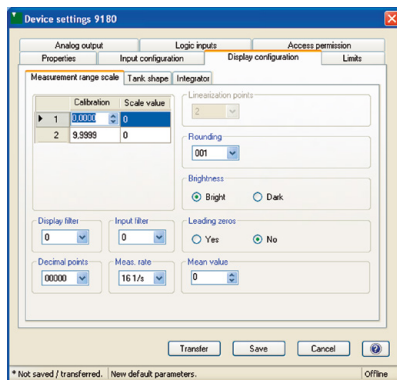 Device settings 9180
Analog output Logic inputs Access permission
Properties Input configuration Display configuration Limits
Measurement range scale Tank shape Integrator
Calibration Scale value
1 0,0000 0
2 9,9999 0
Linearization points
2
Rounding
001
Brightness
Bright Dark
Display filter Input filter Leading zeros
0 0 Yes No
Decimal points Meas. rate Mean value
00000 16 1/s 0
Transfer Save Cancel ?
* Not saved / transferred. New default parameters. Offline